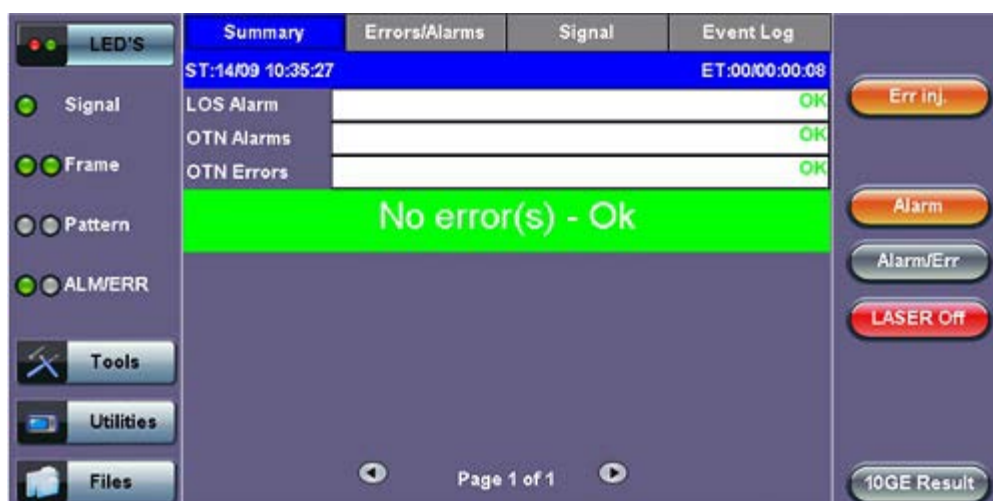 LED'S
Summary
Errors/Alarms
Signal
Event Log
ST:14/09 10:35:27
ET:00/00:00:08
Signal
LOS Alarm
OK
Err inj.
OTN Alarms
OK
Frame
OTN Errors
OK
No error(s) - Ok
Alarm
Pattern
Alarm/Err
ALM/ERR
LASER Off
Tools
Utilities
Files
Page 1 of 1
10GE Result